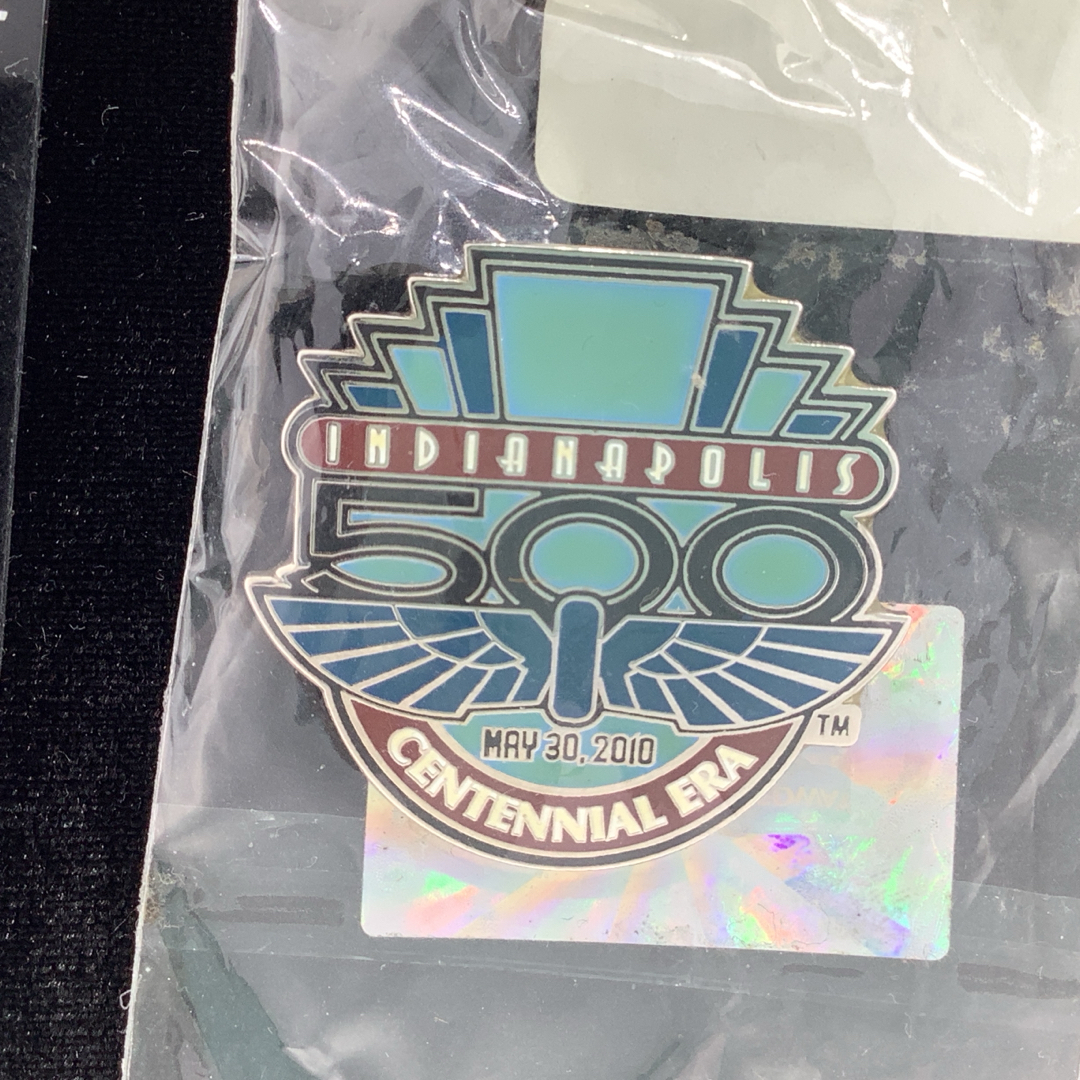 INDIANAPOLIS
500
MAY 30, 2010
CENTENNIAL ERA
TM